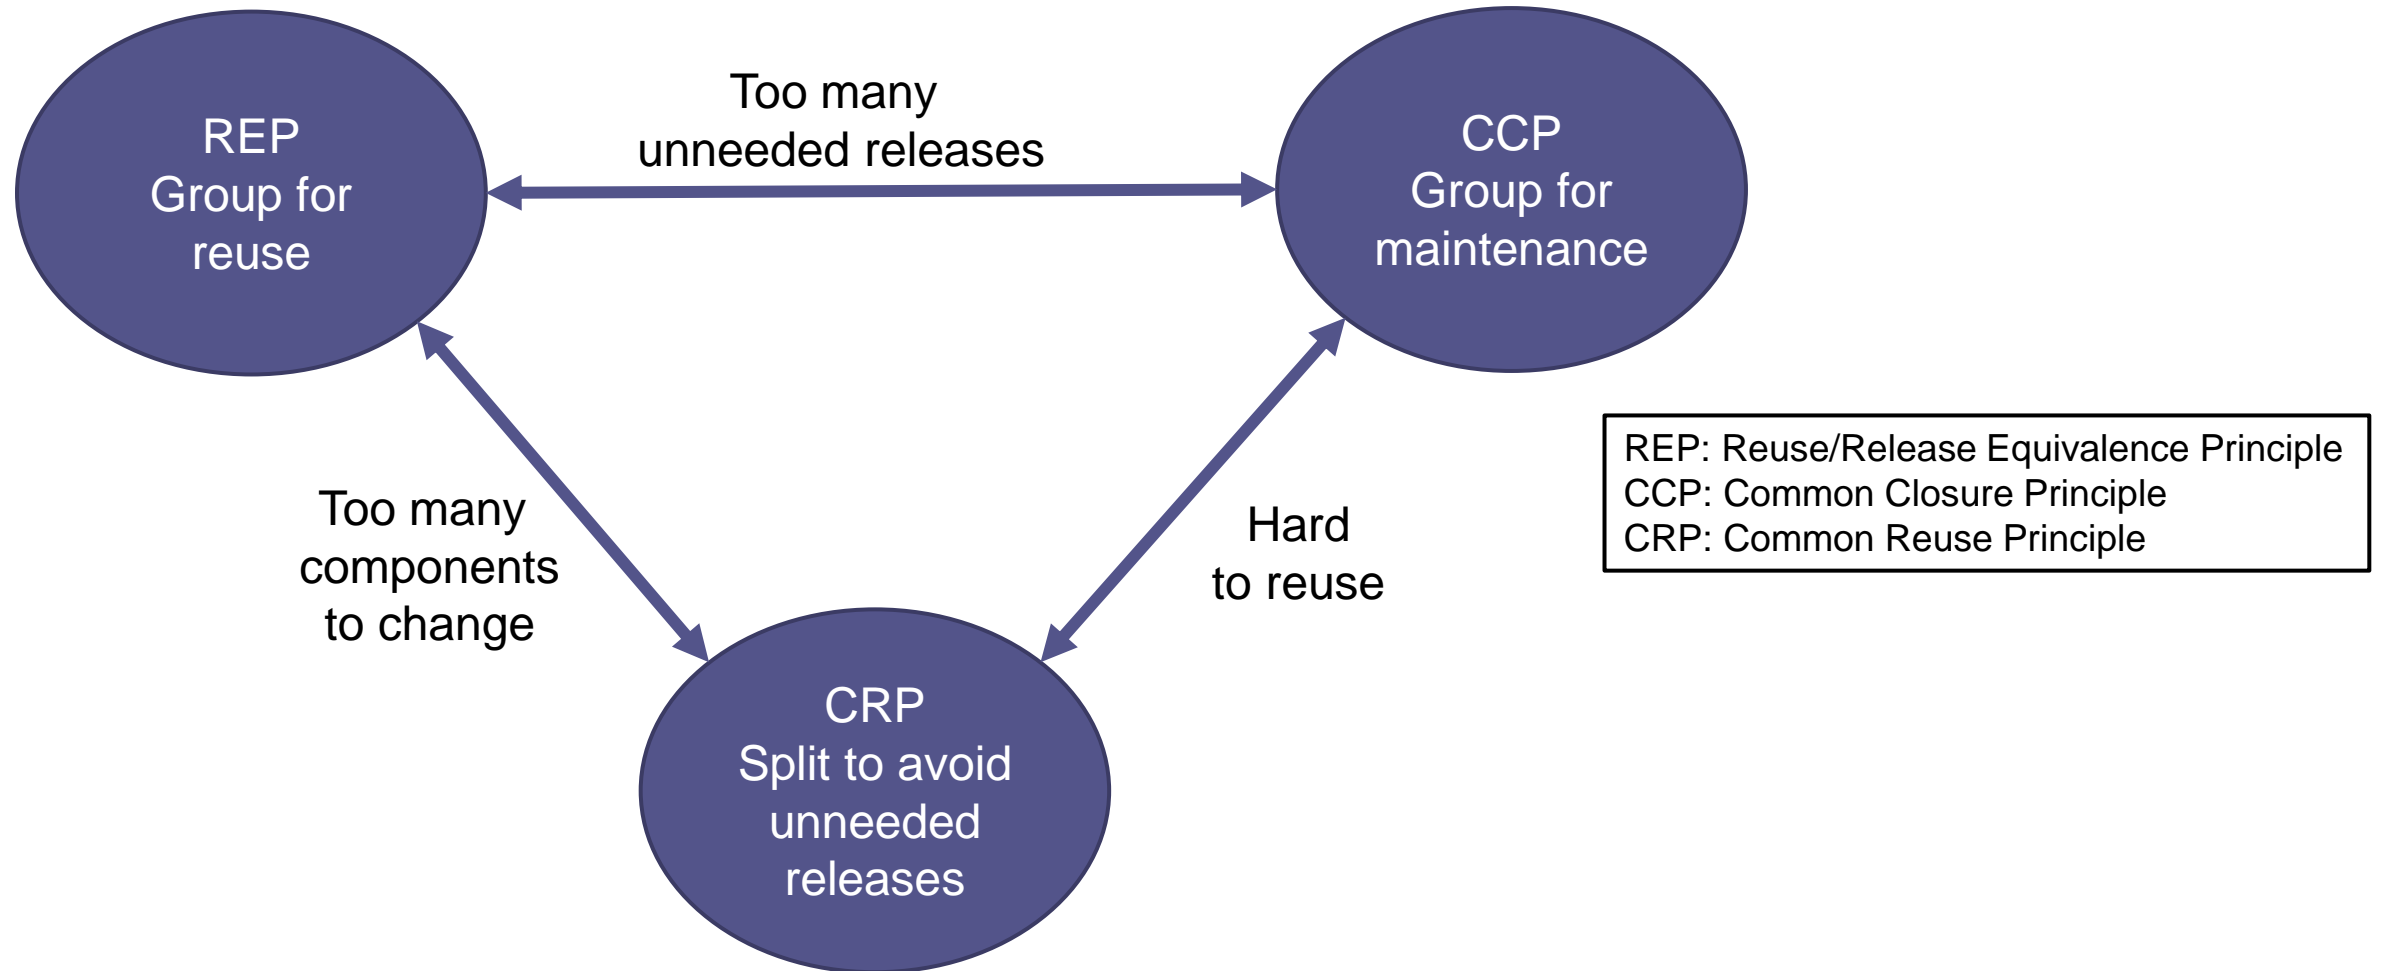 REP
Group for
reuse
Too many
unneeded releases
CCP
Group for
maintenance
REP: Reuse/Release Equivalence Principle
CCP: Common Closure Principle
CRP: Common Reuse Principle
Too many
components
to change
Hard
to reuse
CRP
Split to avoid
unneeded
releases